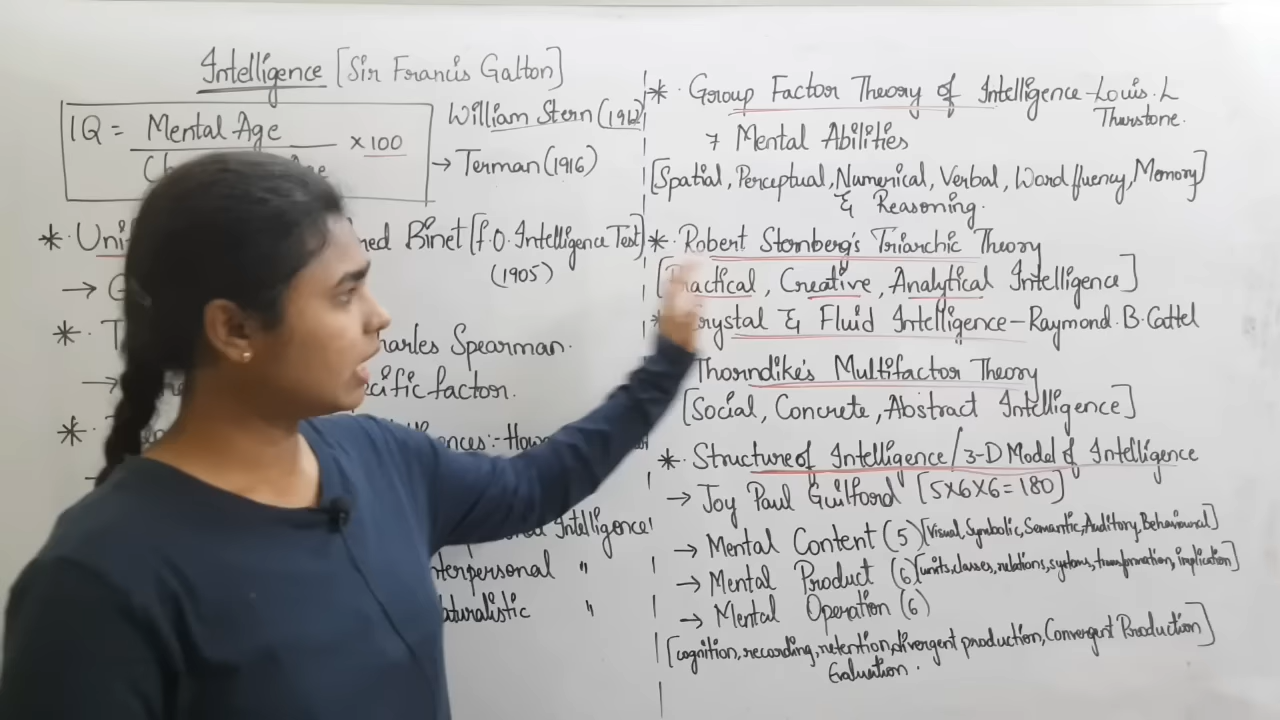 Intelligence [Sir Francis Galton]
IQ = Mental Age
× 100
William Stern (1912)
→ Terman (1916)
* Uni
Binet [f.O.Intelligence Test]
(1905)
→ G
* T
harles Spearman.
→
cific factor.
*
ences:- How
Intelligence
nterpersonal "
aturalistic "
* Group Factor Theory of Intelligence - Louis. L
Thurstone.
7 Mental Abilities
[Spatial, Perceptual, Numerical, Verbal, Word fuency, Memory]
& Reasoning.
* Robert Sternberg's Triarchic Theory
[Practical, Creative, Analytical Intelligence]
* Crystal & Fluid Intelligence - Raymond.B.Cattel
Thorndike's Multifactor Theory
[Social, Concrete, Abstract Intelligence]
* Structure of Intelligence / 3-D Model of Intelligence
→ Joy Paul Guilford" [5×6×6=180]
→ Mental Content (5) [Visual, Symbolic, Semantic, Auditory, Behavioural]
→ Mental Product (6) [units, classes, relations, systems, transformation, implication]
→ Mental Operation (6)
[cognition, recording, retention, divergent production, Convergent Production]
Evaluation.